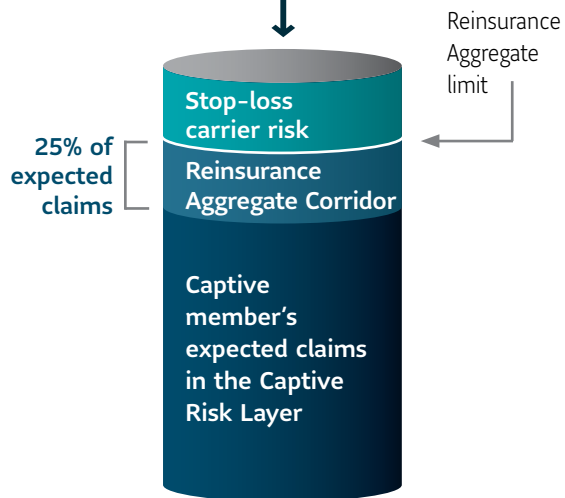 Reinsurance
Aggregate
limit
Stop-loss
carrier risk
25% of
expected
claims
Reinsurance
Aggregate Corridor
Captive
member’s
expected claims
in the Captive
Risk Layer